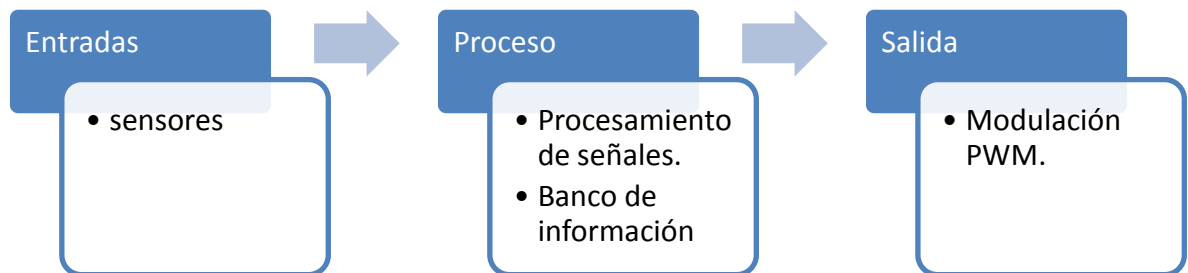 Entradas
• sensores
Proceso
• Procesamiento
de señales.
• Banco de
información
Salida
• Modulación
PWM.